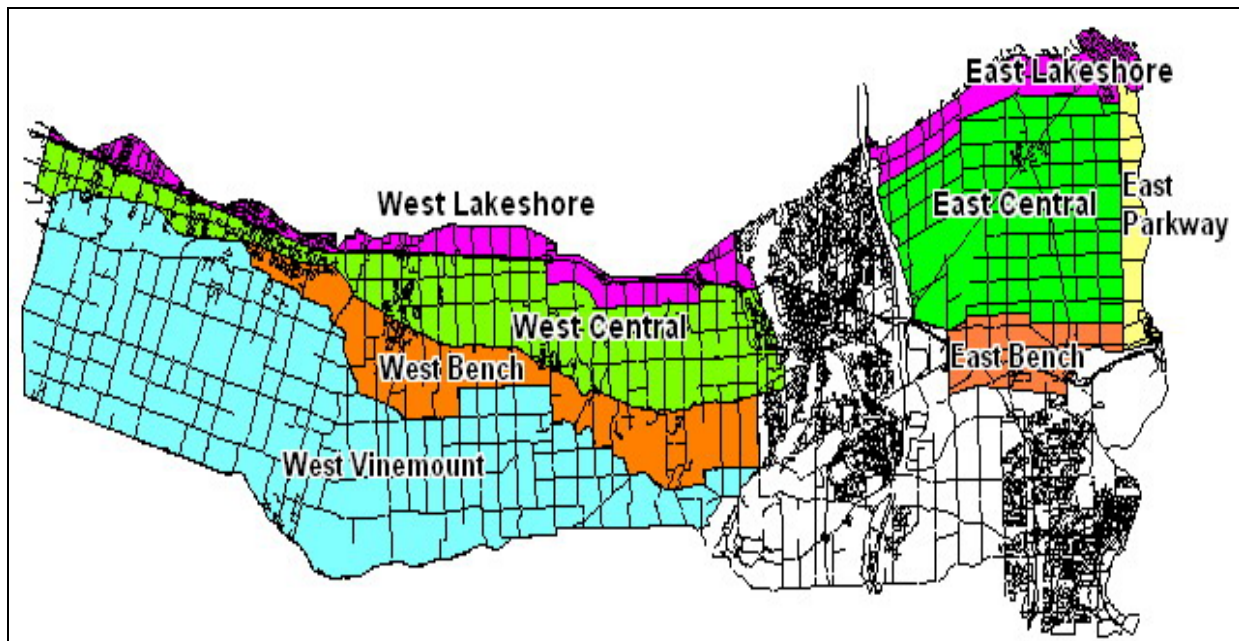 East Lakeshore
West Lakeshore
East Central
East
Parkway
West Central
East Bench
West Bench
West Vinemount